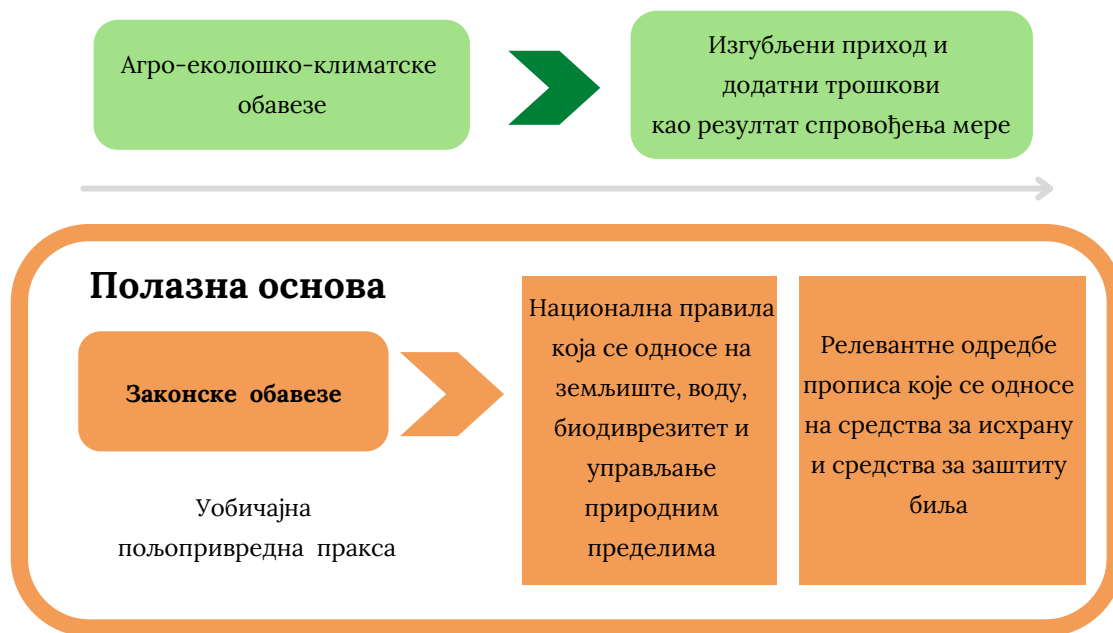 Агро-еколошко-климатске
обавезе
Изгубљени приход и
додатни трошкови
као резултат спровођења мере
Полазна основа
Законске обавезе
Уобичајна
пољопривредна пракса
Национална правила
која се односе на
земљиште, воду,
биодиврезитет и
управљање
природним
пределима
Релевантне одредбе
прописа које се односе
на средства за исхрану
и средства за заштиту
биља